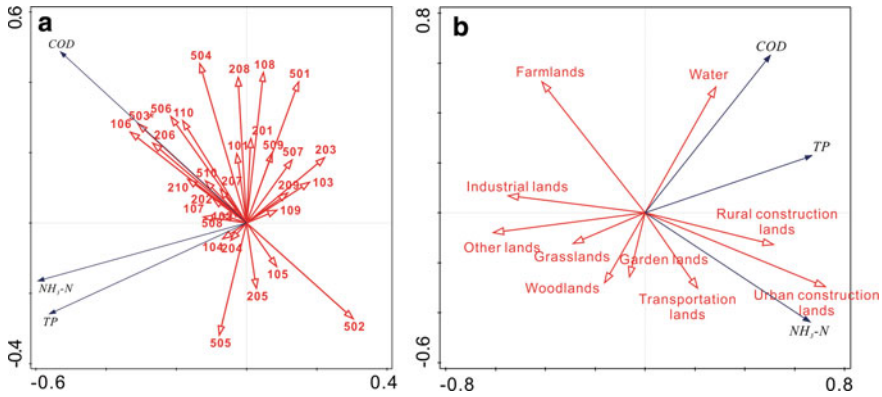 a
0.6
-0.4
-0.6
0.4
COD
504
208
108
501
503*
506
110
106
206
101
201
509
507
203
210
510
207
202
209
103
107
102
109
508
104
204
105
205
NH₃-N
TP
502
505
b
0.8
-0.6
-0.8
0.8
COD
Farmlands
Water
TP
Industrial lands
Rural construction
lands
Other lands
Grasslands
Garden lands
Woodlands
Transportation
lands
Urban construction
lands
NH₃-N